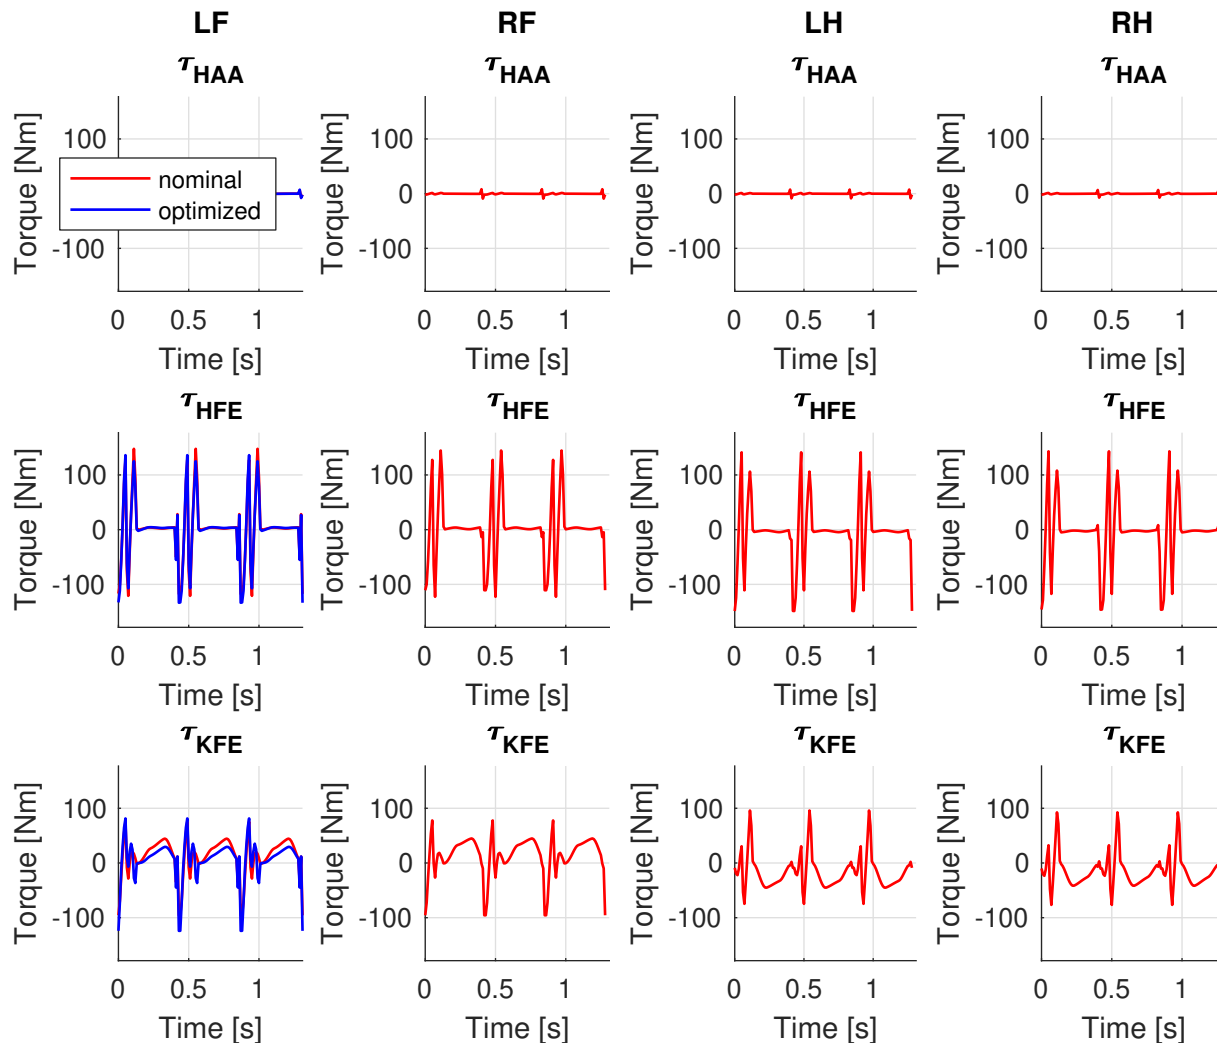 LF RF LH RH
τHAA τHAA τHAA τHAA
Torque [Nm] 100 0 -100 0 0.5 1 Time [s]
nominal
optimized
Torque [Nm] 100 0 -100 0 0.5 1 Time [s]
Torque [Nm] 100 0 -100 0 0.5 1 Time [s]
Torque [Nm] 100 0 -100 0 0.5 1 Time [s]
τHFE τHFE τHFE τHFE
Torque [Nm] 100 0 -100 0 0.5 1 Time [s]
Torque [Nm] 100 0 -100 0 0.5 1 Time [s]
Torque [Nm] 100 0 -100 0 0.5 1 Time [s]
Torque [Nm] 100 0 -100 0 0.5 1 Time [s]
τKFE τKFE τKFE τKFE
Torque [Nm] 100 0 -100 0 0.5 1 Time [s]
Torque [Nm] 100 0 -100 0 0.5 1 Time [s]
Torque [Nm] 100 0 -100 0 0.5 1 Time [s]
Torque [Nm] 100 0 -100 0 0.5 1 Time [s]